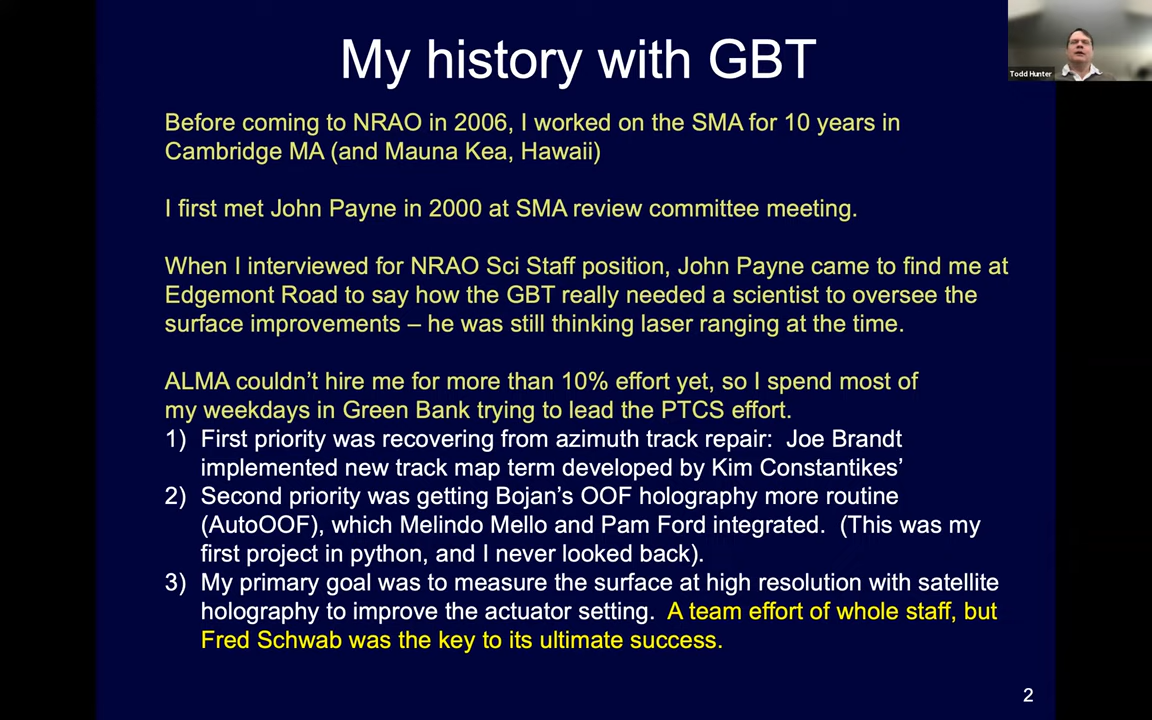 My history with GBT
Todd Hunter
Before coming to NRAO in 2006, I worked on the SMA for 10 years in
Cambridge MA (and Mauna Kea, Hawaii)
I first met John Payne in 2000 at SMA review committee meeting.
When I interviewed for NRAO Sci Staff position, John Payne came to find me at
Edgemont Road to say how the GBT really needed a scientist to oversee the
surface improvements – he was still thinking laser ranging at the time.
ALMA couldn’t hire me for more than 10% effort yet, so I spend most of
my weekdays in Green Bank trying to lead the PTCS effort.
1) First priority was recovering from azimuth track repair: Joe Brandt
implemented new track map term developed by Kim Constantikes’
2) Second priority was getting Bojan’s OOF holography more routine
(AutoOOF), which Melindo Mello and Pam Ford integrated. (This was my
first project in python, and I never looked back).
3) My primary goal was to measure the surface at high resolution with satellite
holography to improve the actuator setting. A team effort of whole staff, but
Fred Schwab was the key to its ultimate success.
2